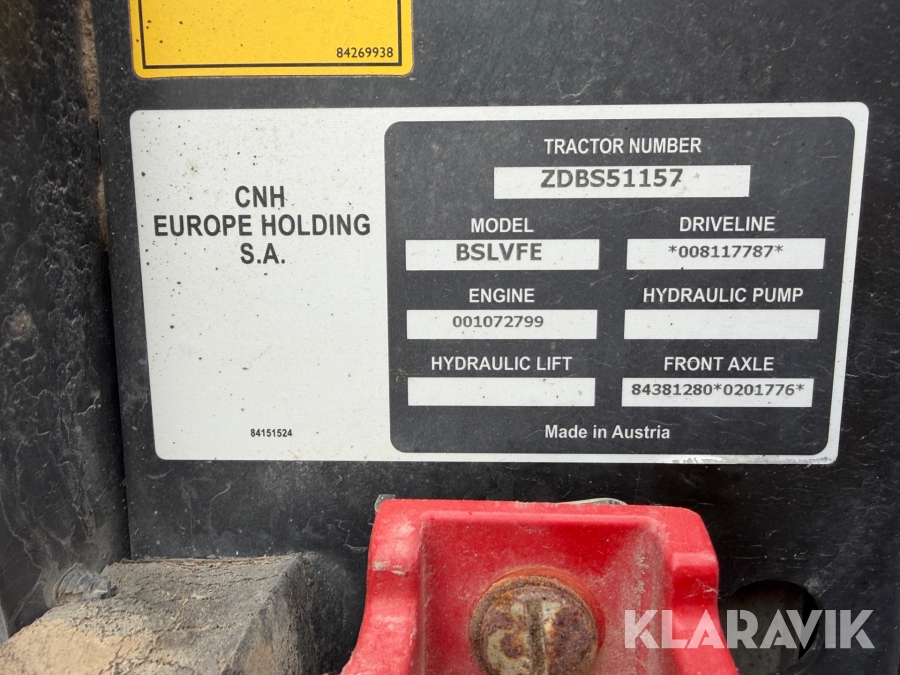 84269938
CNH
EUROPE HOLDING
S.A.
84151524
TRACTOR NUMBER
ZDBS51157
MODEL
BSLVFE
DRIVELINE
*008117787*
ENGINE
001072799
HYDRAULIC PUMP
HYDRAULIC LIFT
FRONT AXLE
84381280*0201776*
Made in Austria
KLARAVIK